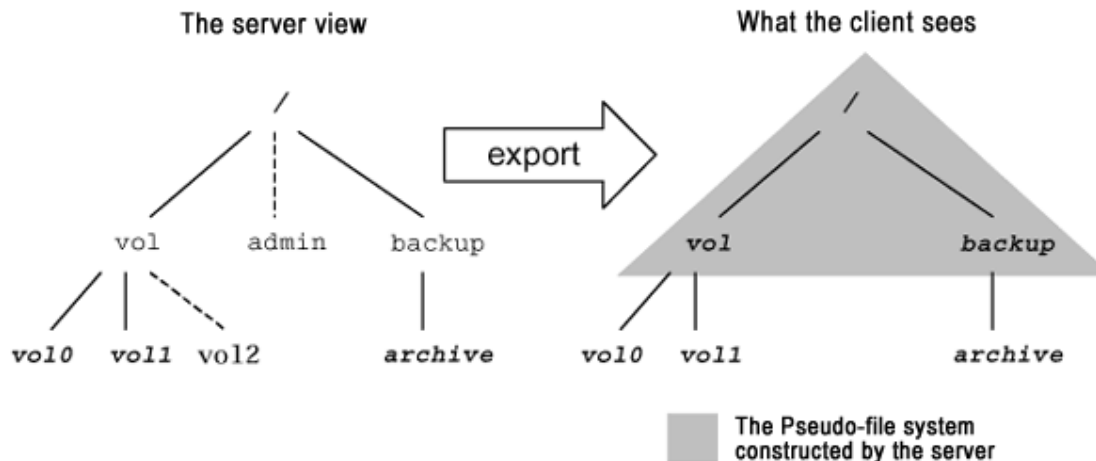 The server view
What the client sees
/
export
/
vol admin backup
vol backup
vol0 vol1 vol2 archive
vol0 vol1 archive
The Pseudo-file system
constructed by the server